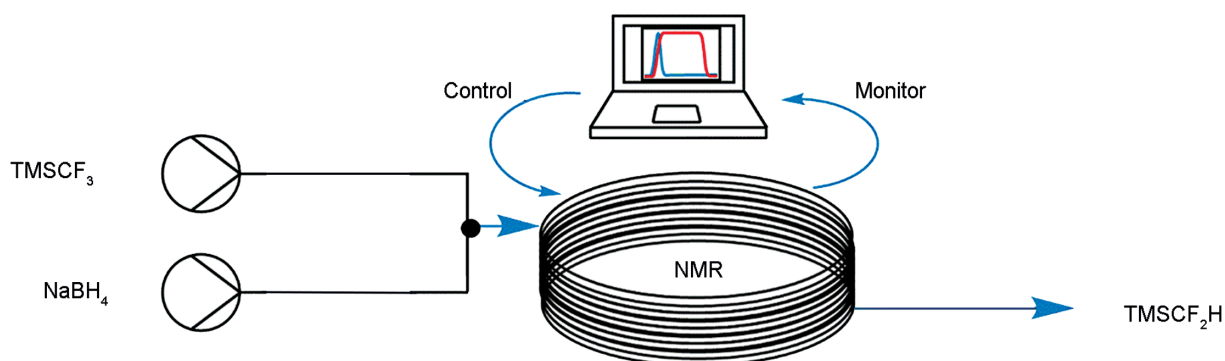 Control
Monitor
TMSCF₃
NMR
NaBH₄
TMSCF₂H